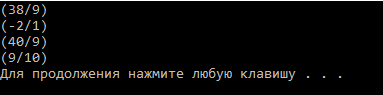 (38/9)
(-2/1)
(40/9)
(9/10)
Для продолжения нажмите любую клавишу . . .